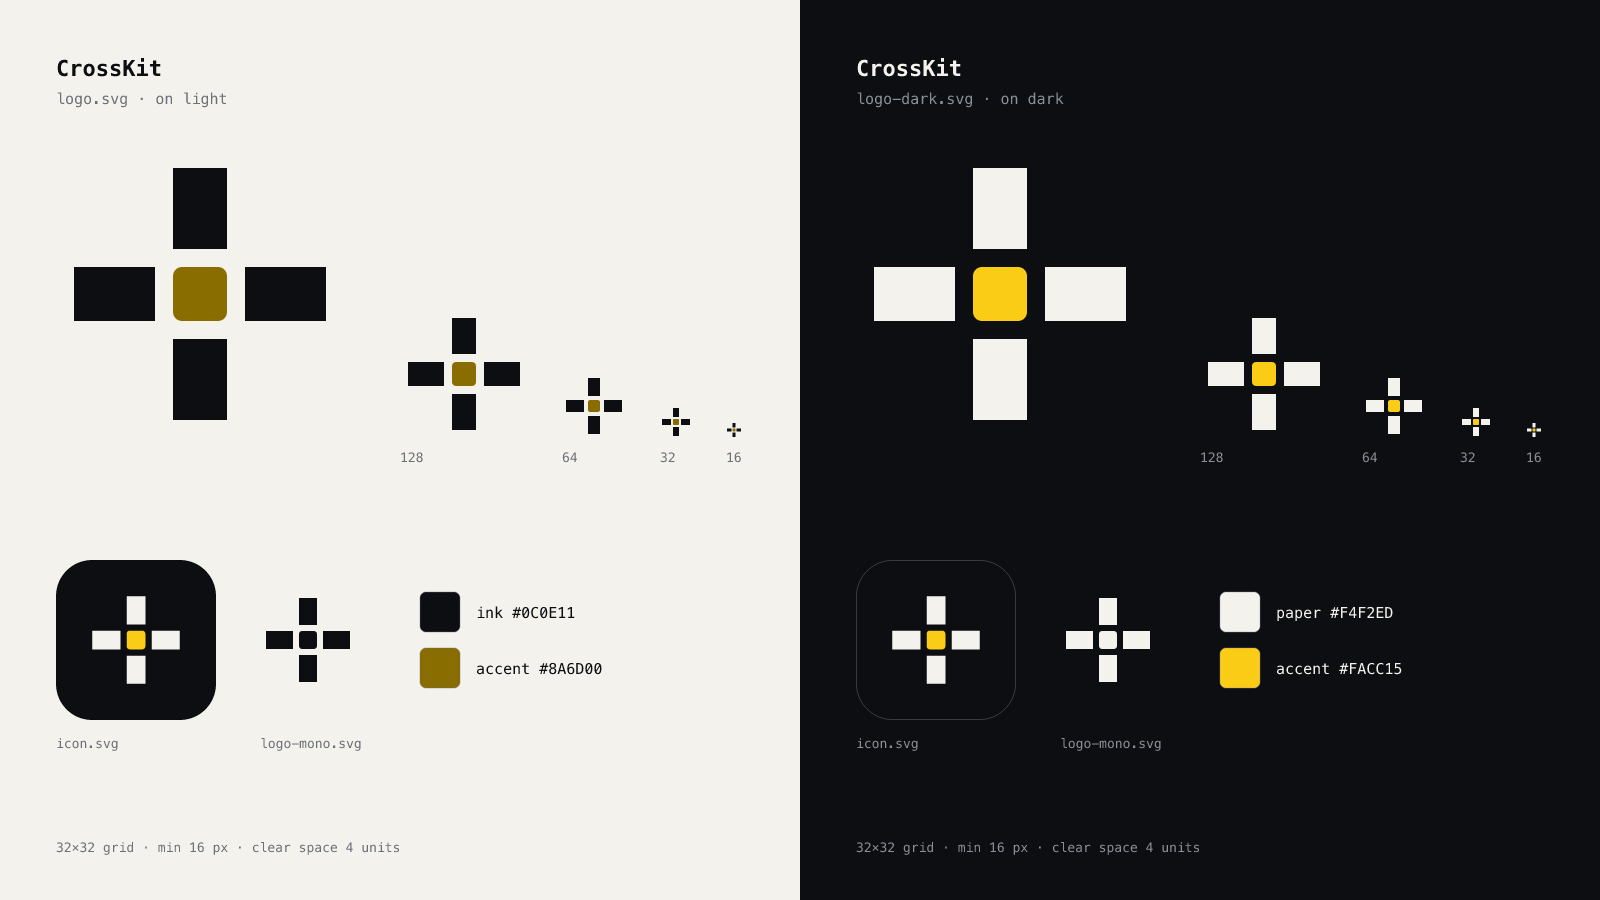 CrossKit
logo.svg · on light
128 64 32 16
ink #0C0E11
accent #8A6D00
icon.svg logo-mono.svg
32×32 grid · min 16 px · clear space 4 units
CrossKit
logo-dark.svg · on dark
128 64 32 16
paper #F4F2ED
accent #FACC15
icon.svg logo-mono.svg
32×32 grid · min 16 px · clear space 4 units